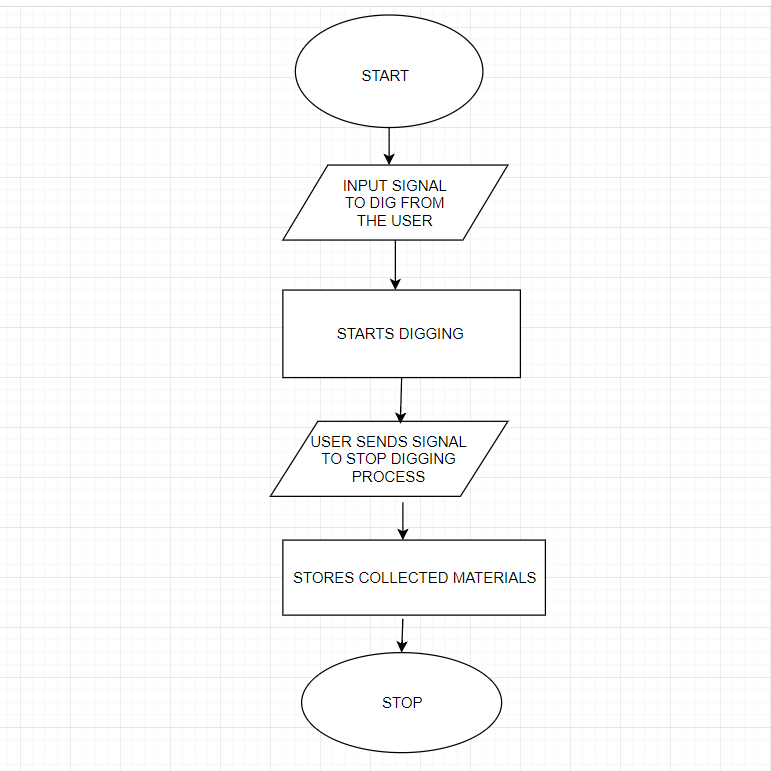 START
INPUT SIGNAL
TO DIG FROM
THE USER
STARTS DIGGING
USER SENDS SIGNAL
TO STOP DIGGING
PROCESS
STORES COLLECTED MATERIALS
STOP